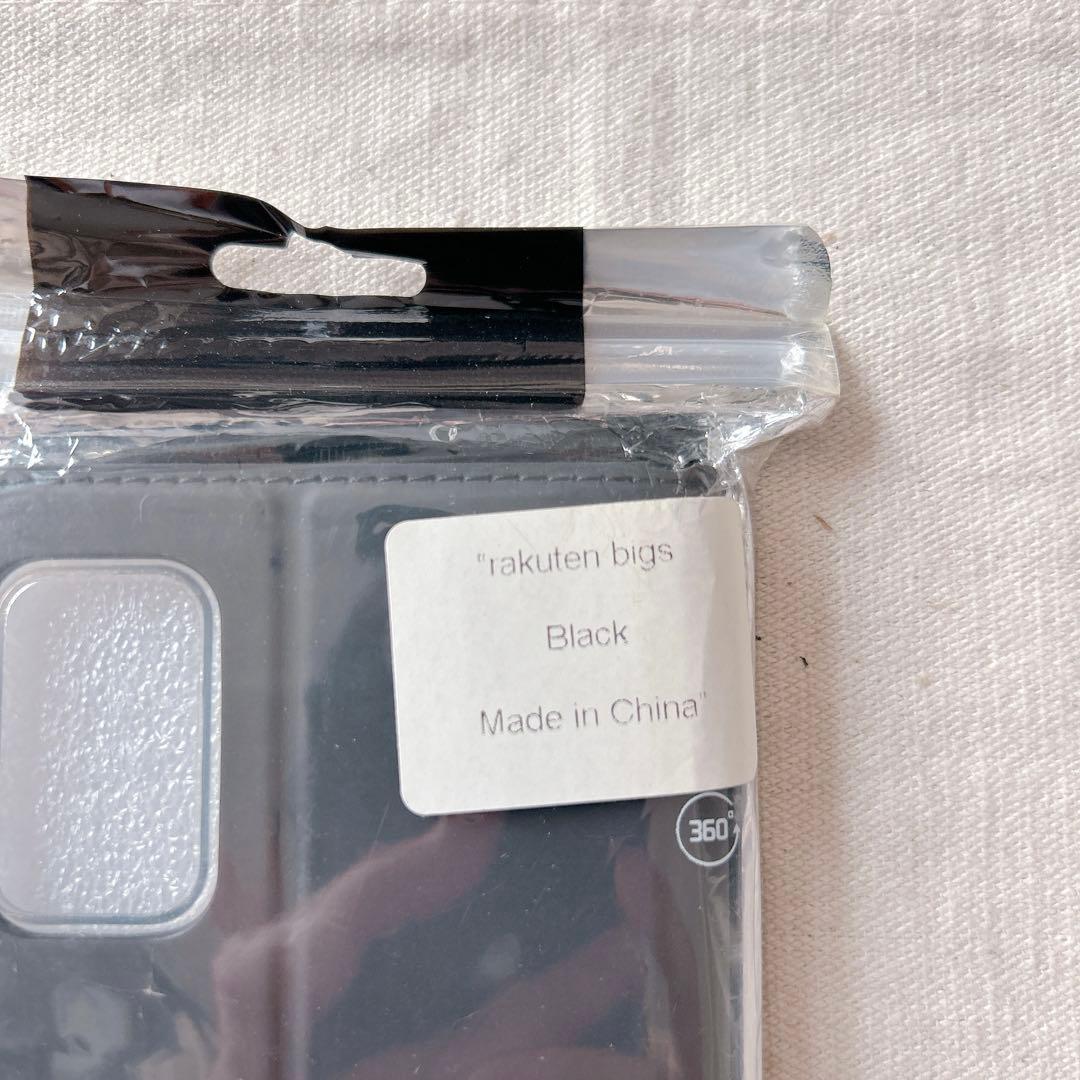 "rakuten bigs
Black
Made in China"
360°